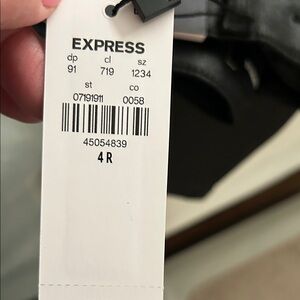 EXPRESS
dp cl sz
91 719 1234
st co
07191911 0058
45054839
4 R